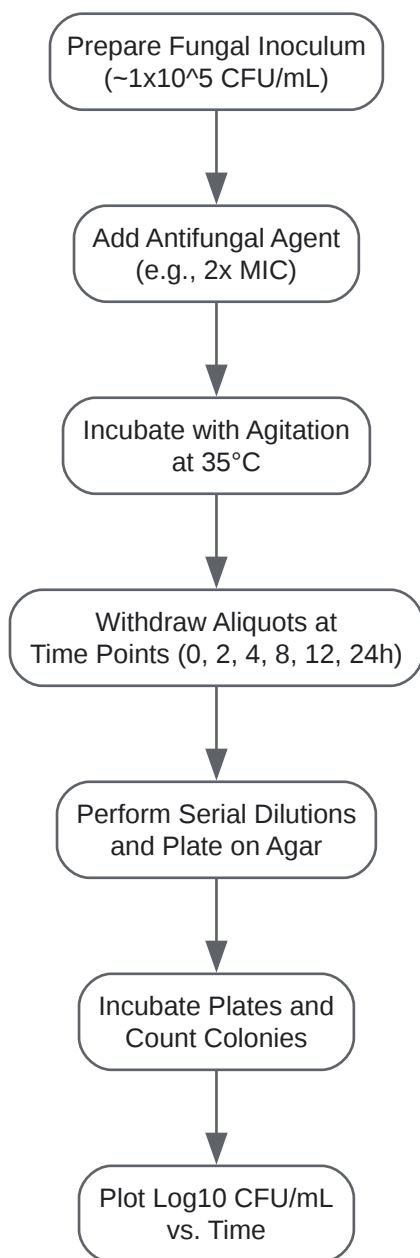 Prepare Fungal Inoculum
(~1x10^5 CFU/mL)
Add Antifungal Agent
(e.g., 2x MIC)
Incubate with Agitation
at 35°C
Withdraw Aliquots at
Time Points (0, 2, 4, 8, 12, 24h)
Perform Serial Dilutions
and Plate on Agar
Incubate Plates and
Count Colonies
Plot Log10 CFU/mL
vs. Time